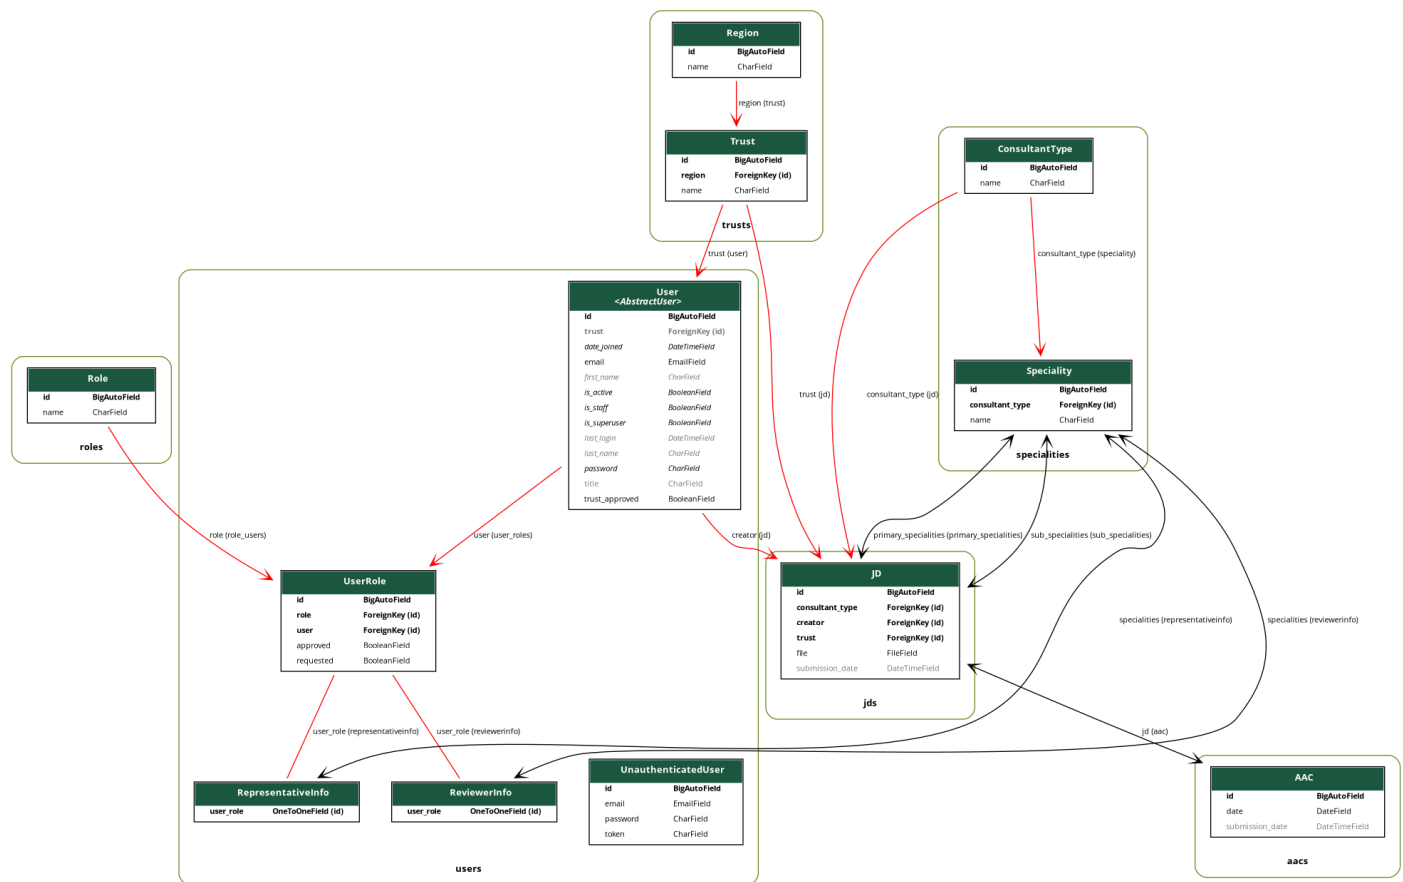 Region
id BigAutoField
name CharField
region (trust)
Trust
id BigAutoField
region ForeignKey (id)
name CharField
trusts
ConsultantType
id BigAutoField
name CharField
consultant_type (speciality)
trust (user)
User
<AbstractUser>
id BigAutoField
trust ForeignKey (id)
date_joined DateTimeField
email EmailField
first_name CharField
is_active BooleanField
is_staff BooleanField
is_superuser BooleanField
last_login DateTimeField
last_name CharField
password CharField
title CharField
trust_approved BooleanField
Role
id BigAutoField
name CharField
roles
trust (jd)
consultant_type (jd)
Speciality
id BigAutoField
consultant_type ForeignKey (id)
name CharField
specialities
role (role_users)
user (user_roles)
creator (jd)
primary_specialities (primary_specialities)
sub_specialities (sub_specialities)
UserRole
id BigAutoField
role ForeignKey (id)
user ForeignKey (id)
approved BooleanField
requested BooleanField
JD
id BigAutoField
consultant_type ForeignKey (id)
creator ForeignKey (id)
trust ForeignKey (id)
file FileField
submission_date DateTimeField
jds
specialities (representativeinfo)
specialities (reviewerinfo)
user_role (representativeinfo)
user_role (reviewerinfo)
jd (aac)
RepresentativeInfo
user_role OneToOneField (id)
ReviewerInfo
user_role OneToOneField (id)
UnauthenticatedUser
id BigAutoField
email EmailField
password CharField
token CharField
users
AAC
id BigAutoField
date DateField
submission_date DateTimeField
aacs